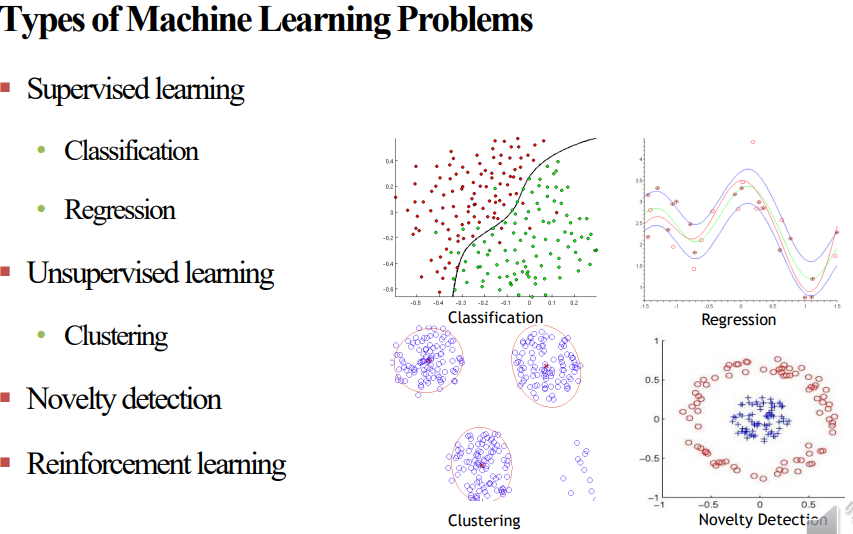 Types of Machine Learning Problems
Supervised learning
Classification
Regression
Unsupervised learning
Clustering
Novelty detection
Reinforcement learning
0.4
0.2
0
-0.2
-0.4
-0.6
-0.5 -0.4 -0.3 -0.2 -0.1 0 0.1 0.2
Classification
4
3.5
3
2.5
2
1.5
1
-1.5 -1 -0.5 0 0.5 1 1.5
Regression
Clustering
1
0.5
0
−0.5
−1
−1 −0.5 0 0.5
Novelty Detection